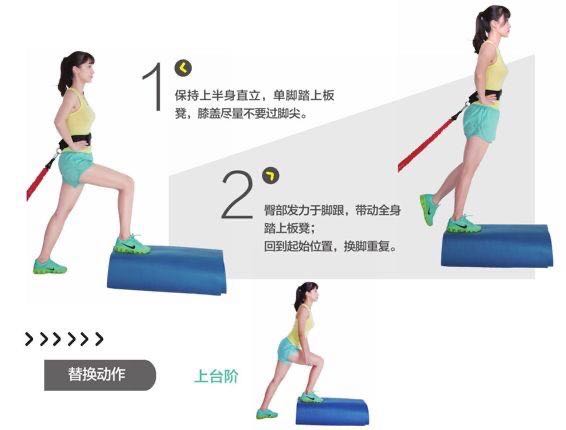 1
保持上半身直立，单脚踏上板
凳，膝盖尽量不要过脚尖。
2
臀部发力于脚跟，带动全身
踏上板凳；
回到起始位置，换脚重复。
替换动作
上台阶